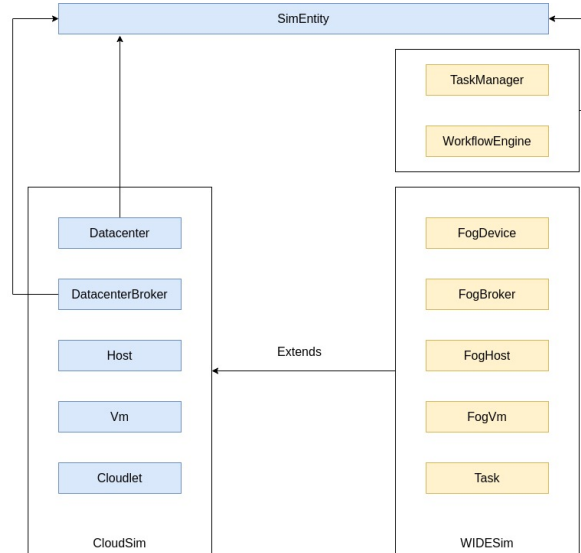 SimEntity
TaskManager
WorkflowEngine
Datacenter
DatacenterBroker
Host
Vm
Cloudlet
CloudSim
Extends
FogDevice
FogBroker
FogHost
FogVm
Task
WIDESim